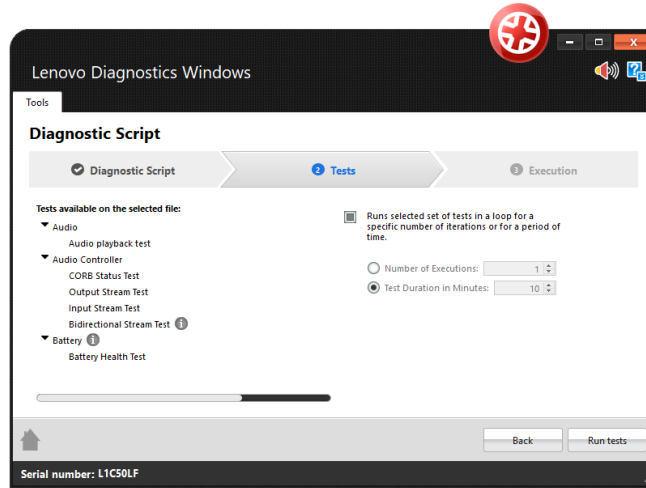 Lenovo Diagnostics Windows
Tools
Diagnostic Script
Diagnostic Script
2 Tests
3 Execution
Tests available on the selected file:
Audio
Audio playback test
Audio Controller
CORB Status Test
Output Stream Test
Input Stream Test
Bidirectional Stream Test
Battery
Battery Health Test
Runs selected set of tests in a loop for a
specific number of iterations or for a period of
time.
Number of Executions: 1
Test Duration in Minutes: 10
Back
Run tests
Serial number: L1C50LF